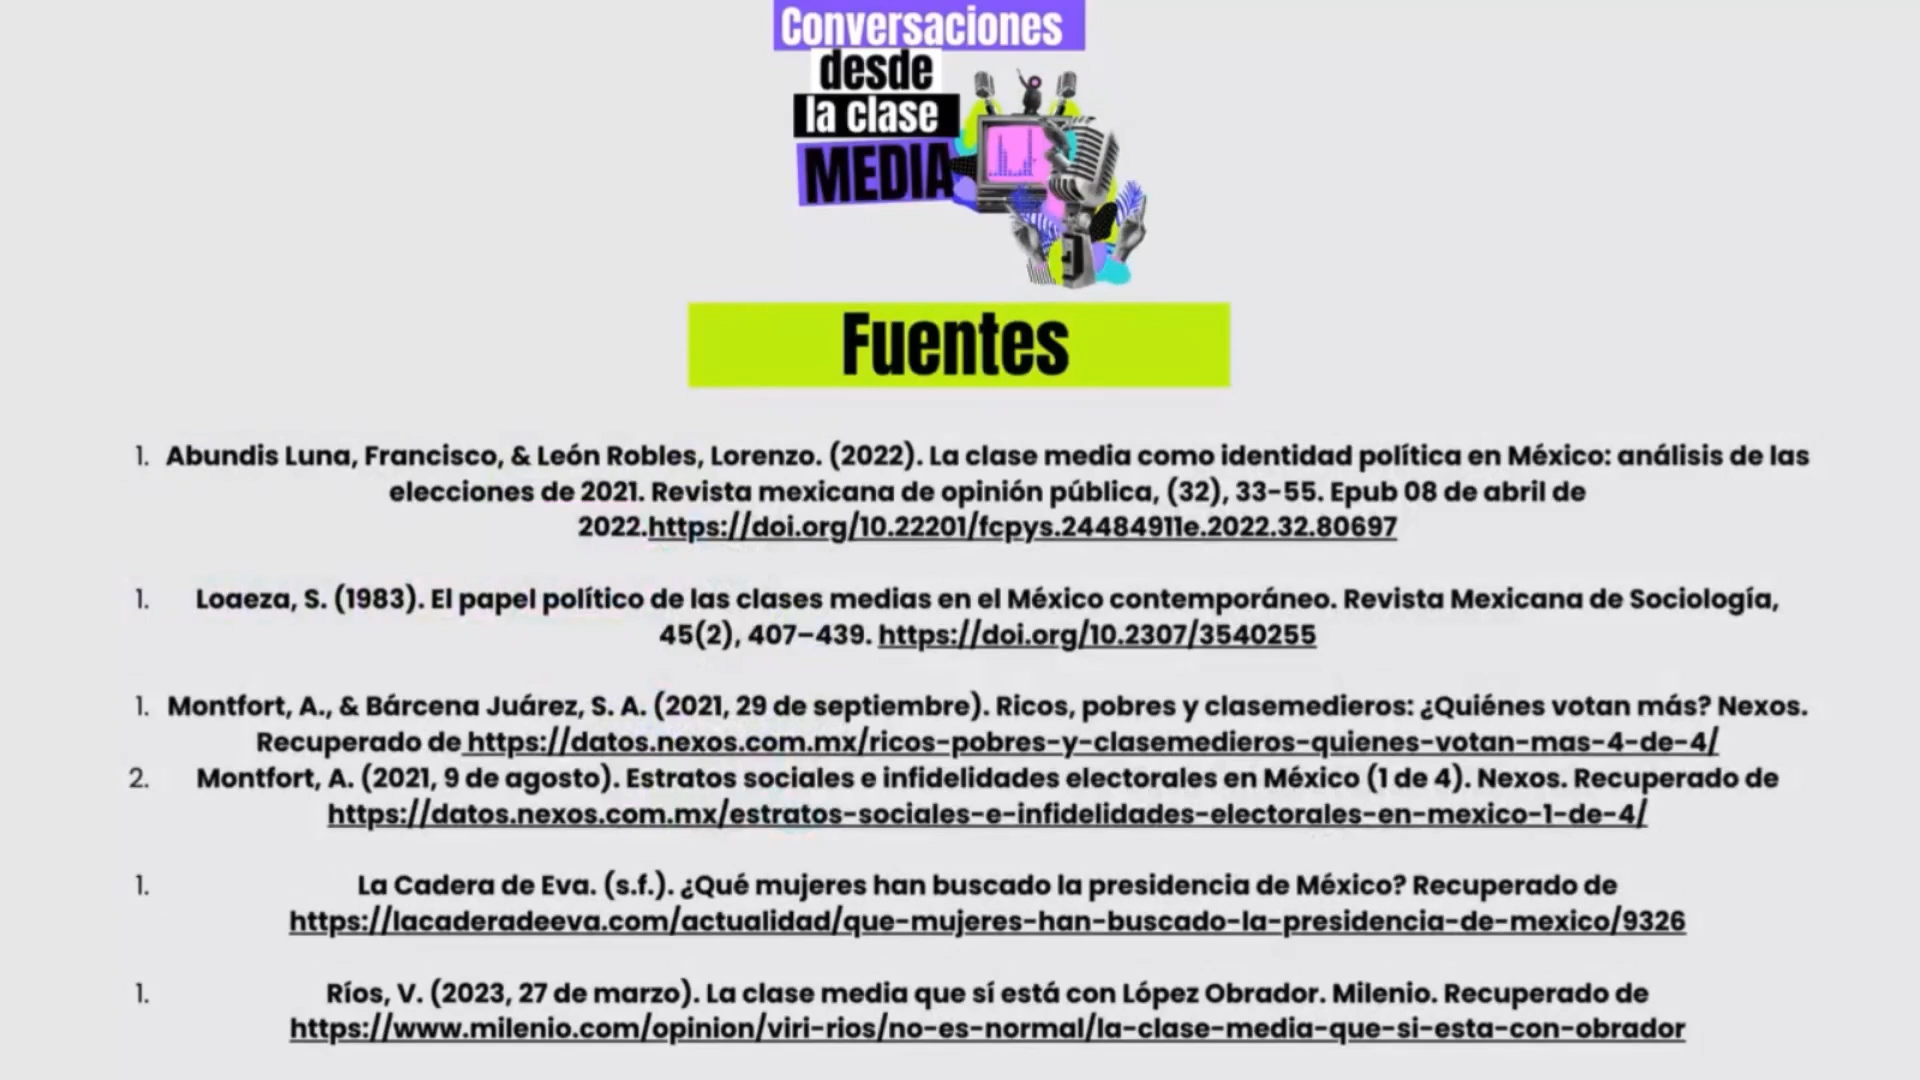 Conversaciones
desde
la clase
MEDIA
Fuentes
1. Abundis Luna, Francisco, & León Robles, Lorenzo. (2022). La clase media como identidad política en México: análisis de las
elecciones de 2021. Revista mexicana de opinión pública, (32), 33-55. Epub 08 de abril de
2022.https://doi.org/10.22201/fcpys.24484911e.2022.32.80697
1. Loaeza, S. (1983). El papel político de las clases medias en el México contemporáneo. Revista Mexicana de Sociología,
45(2), 407–439. https://doi.org/10.2307/3540255
1. Montfort, A., & Bárcena Juárez, S. A. (2021, 29 de septiembre). Ricos, pobres y clasemedieros: ¿Quiénes votan más? Nexos.
Recuperado de https://datos.nexos.com.mx/ricos-pobres-y-clasemedieros-quienes-votan-mas-4-de-4/
2. Montfort, A. (2021, 9 de agosto). Estratos sociales e infidelidades electorales en México (1 de 4). Nexos. Recuperado de
https://datos.nexos.com.mx/estratos-sociales-e-infidelidades-electorales-en-mexico-1-de-4/
1. La Cadera de Eva. (s.f.). ¿Qué mujeres han buscado la presidencia de México? Recuperado de
https://lacaderadeeva.com/actualidad/que-mujeres-han-buscado-la-presidencia-de-mexico/9326
1. Ríos, V. (2023, 27 de marzo). La clase media que sí está con López Obrador. Milenio. Recuperado de
https://www.milenio.com/opinion/viri-rios/no-es-normal/la-clase-media-que-si-esta-con-obrador